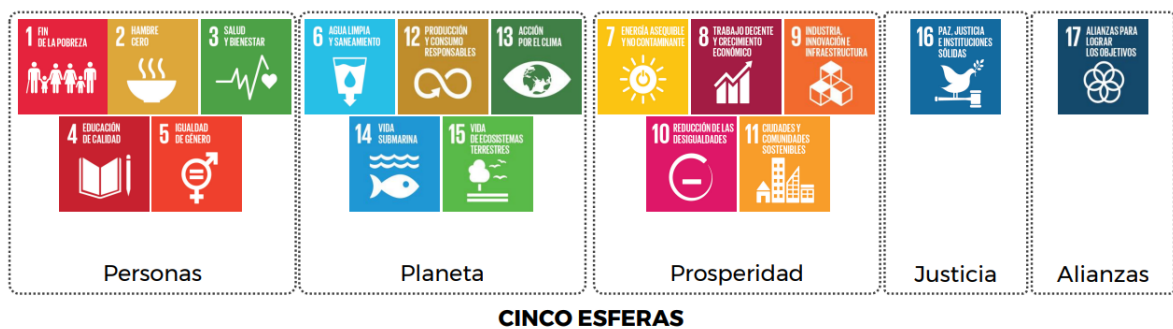 1 FIN
DE LA POBREZA
2 HAMBRE
CERO
3 SALUD
Y BIENESTAR
4 EDUCACIÓN
DE CALIDAD
5 IGUALDAD
DE GÉNERO
Personas
6 AGUA LIMPIA
Y SANEAMIENTO
12 PRODUCCIÓN
Y CONSUMO
RESPONSABLES
13 ACCIÓN
POR EL CLIMA
14 VIDA
SUBMARINA
15 VIDA
DE ECOSISTEMAS
TERRESTRES
Planeta
7 ENERGÍA ASEQUIBLE
Y NO CONTAMINANTE
8 TRABAJO DECENTE
Y CRECIMIENTO
ECONÓMICO
9 INDUSTRIA,
INNOVACIÓN E
INFRAESTRUCTURA
10 REDUCCIÓN DE LAS
DESIGUALDADES
11 CIUDADES Y
COMUNIDADES
SOSTENIBLES
Prosperidad
16 PAZ, JUSTICIA
E INSTITUCIONES
SÓLIDAS
Justicia
17 ALIANZAS PARA
LOGRAR
LOS OBJETIVOS
Alianzas
CINCO ESFERAS